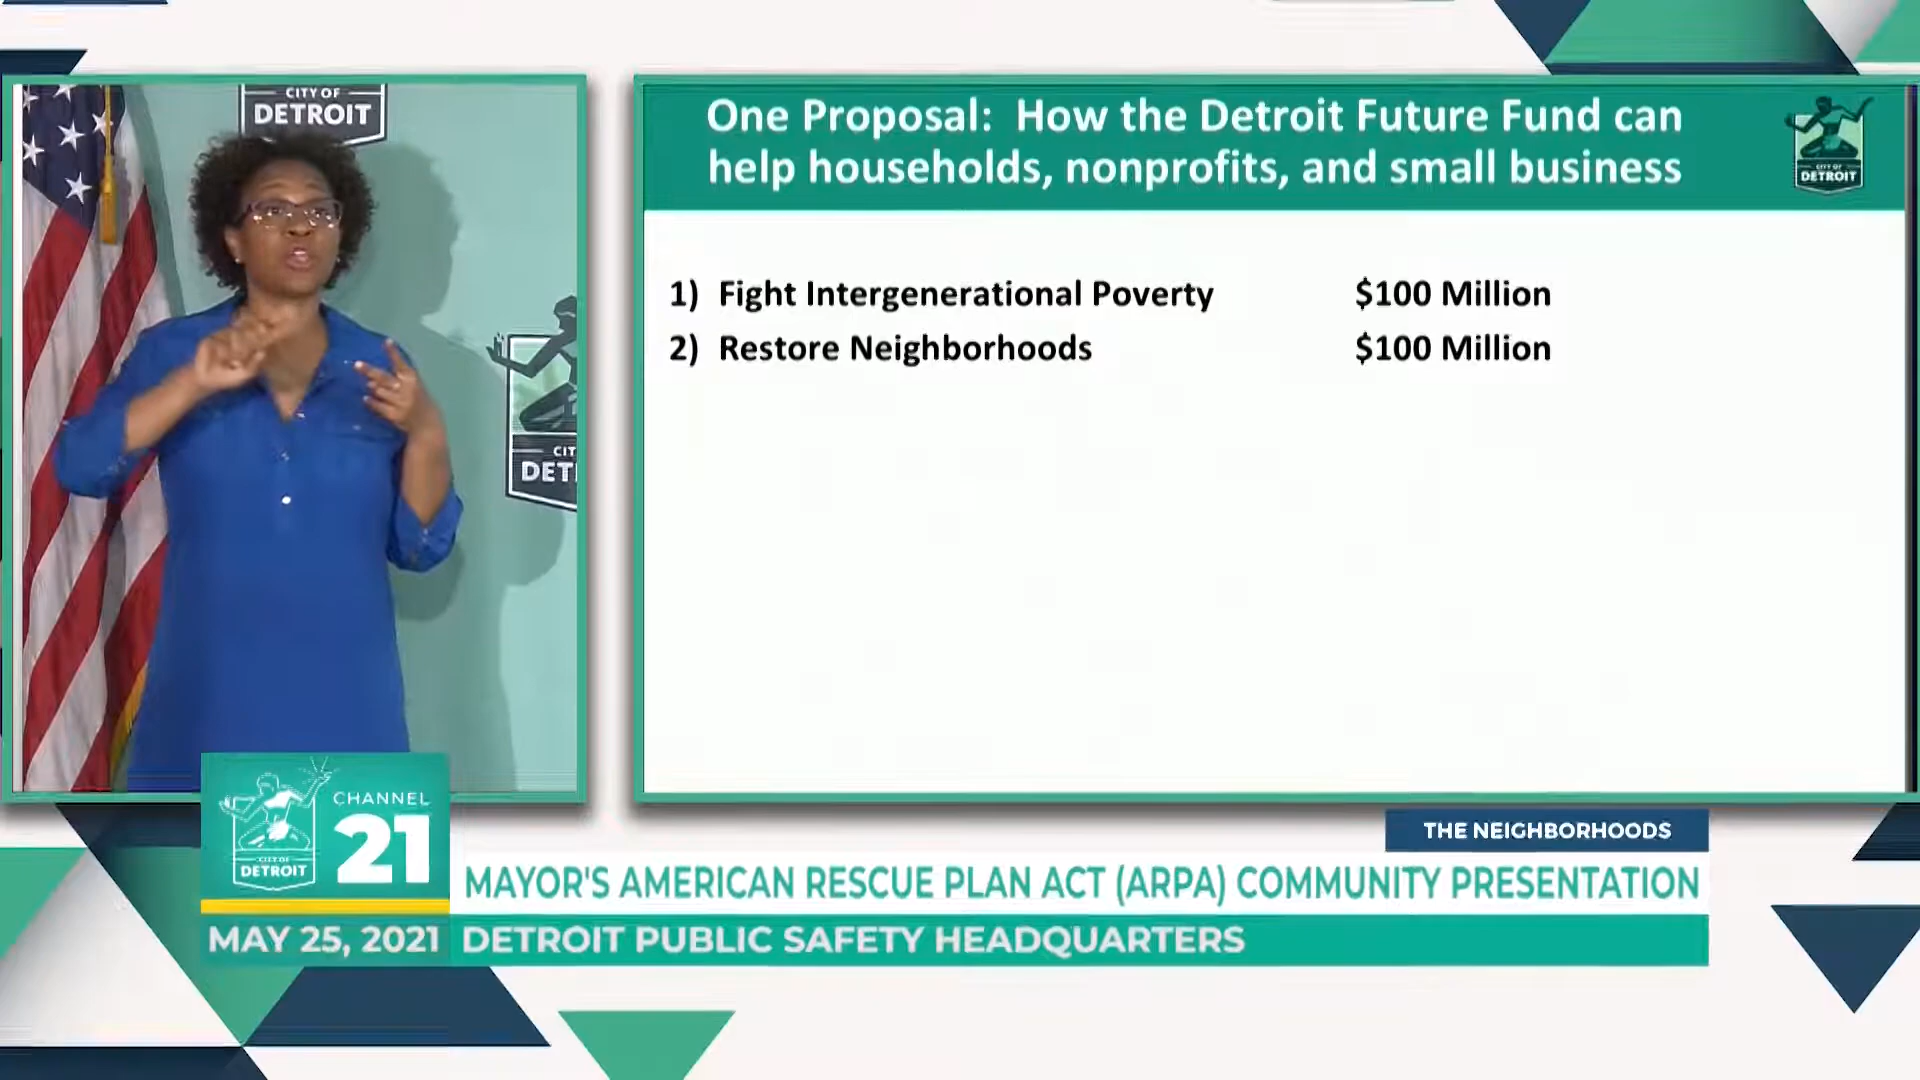 CITY OF
DETROIT
CIT
DET
One Proposal: How the Detroit Future Fund can
help households, nonprofits, and small business
CITY OF
DETROIT
1) Fight Intergenerational Poverty $100 Million
2) Restore Neighborhoods $100 Million
THE NEIGHBORHOODS
CITY OF
DETROIT
CHANNEL
21
MAYOR'S AMERICAN RESCUE PLAN ACT (ARPA) COMMUNITY PRESENTATION
MAY 25, 2021 DETROIT PUBLIC SAFETY HEADQUARTERS